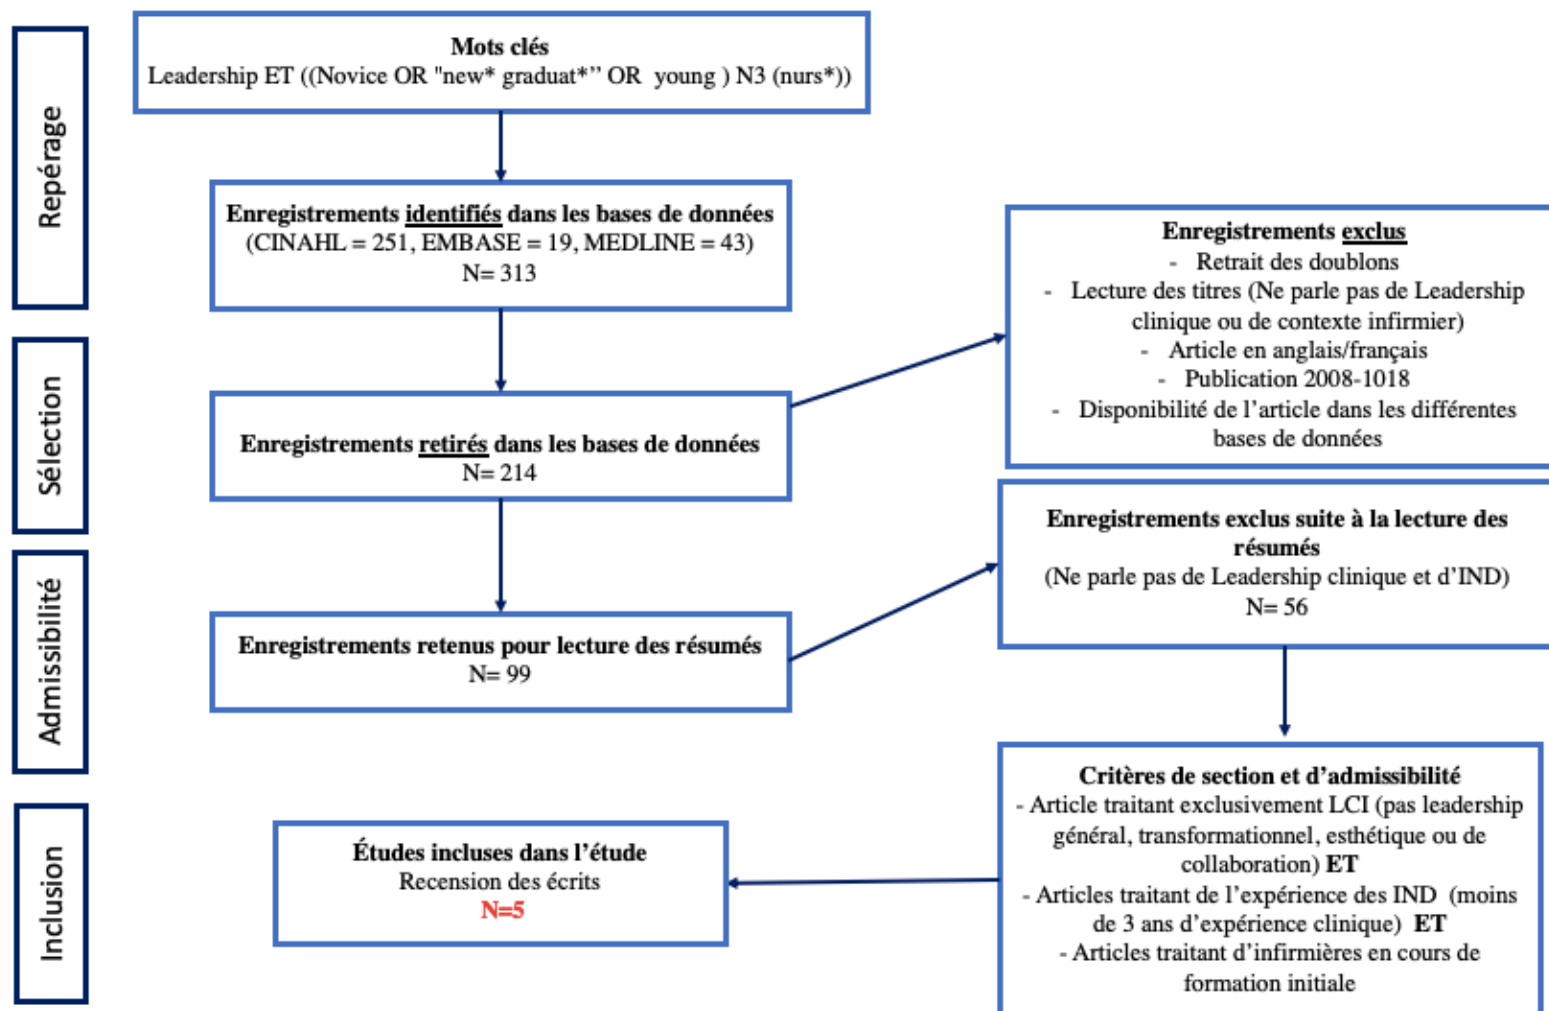 Repérage
Mots clés
Leadership ET ((Novice OR "new* graduat*” OR young ) N3 (nurs*))
Enregistrements identifiés dans les bases de données
(CINAHL = 251, EMBASE = 19, MEDLINE = 43)
N= 313
Sélection
Enregistrements retirés dans les bases de données
N= 214
Enregistrements exclus
- Retrait des doublons
- Lecture des titres (Ne parle pas de Leadership
clinique ou de contexte infirmier)
- Article en anglais/français
- Publication 2008-1018
- Disponibilité de l’article dans les différentes
bases de données
Admissibilité
Enregistrements retenus pour lecture des résumés
N= 99
Enregistrements exclus suite à la lecture des
résumés
(Ne parle pas de Leadership clinique et d’IND)
N= 56
Critères de section et d’admissibilité
- Article traitant exclusivement LCI (pas leadership
général, transformationnel, esthétique ou de
collaboration) ET
- Articles traitant de l’expérience des IND (moins
de 3 ans d’expérience clinique) ET
- Articles traitant d’infirmières en cours de
formation initiale
Inclusion
Études incluses dans l’étude
Recension des écrits
N=5